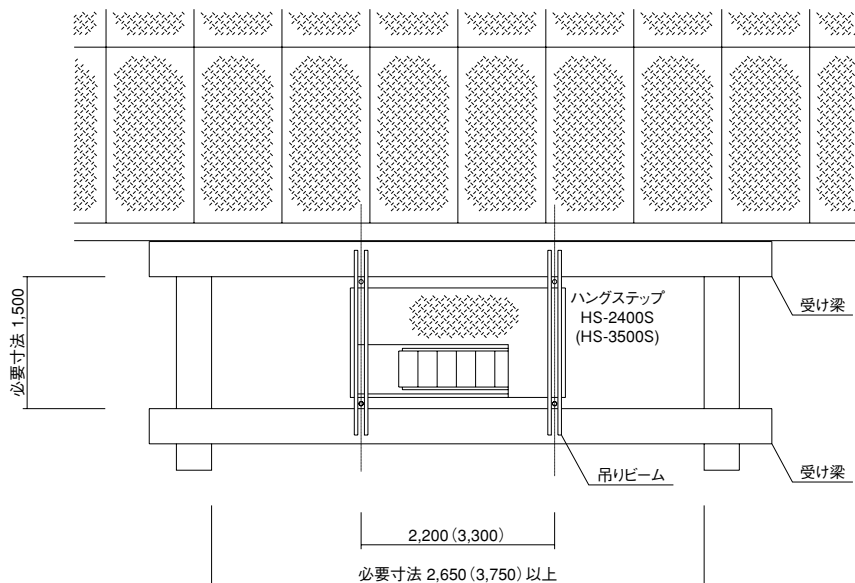 ハングステップ
HS-2400S
(HS-3500S)
受け梁
必要寸法 1,500
吊りビーム
受け梁
2,200(3,300)
必要寸法 2,650(3,750)以上